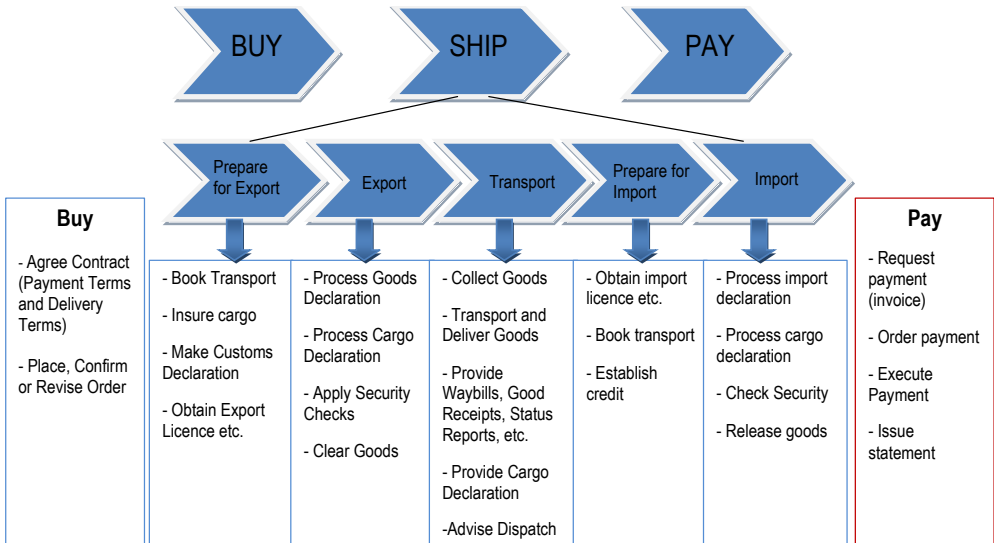 BUY
SHIP
PAY
Prepare
for Export
Export
Transport
Prepare for
Import
Import
Buy
- Agree Contract
(Payment Terms
and Delivery
Terms)
- Place, Confirm
or Revise Order
- Book Transport
- Insure cargo
- Make Customs
Declaration
- Obtain Export
Licence etc.
- Process Goods
Declaration
- Process Cargo
Declaration
- Apply Security
Checks
- Clear Goods
- Collect Goods
- Transport and
Deliver Goods
- Provide
Waybills, Good
Receipts, Status
Reports, etc.
- Provide Cargo
Declaration
-Advise Dispatch
- Obtain import
licence etc.
- Book transport
- Establish
credit
- Process import
declaration
- Process cargo
declaration
- Check Security
- Release goods
Pay
- Request
payment
(invoice)
- Order payment
- Execute
Payment
- Issue
statement